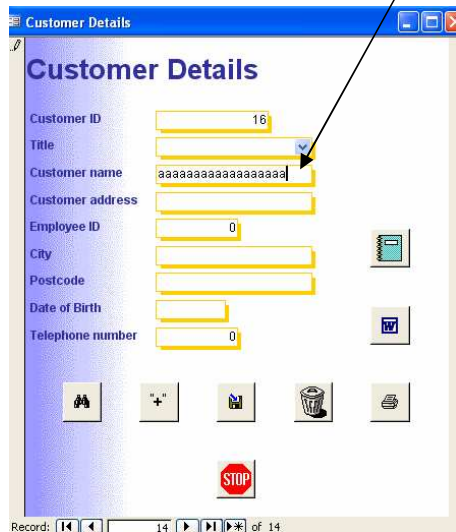 Customer Details
Customer Details
Customer ID 16
Title
Customer name aaaaaaaaaaaaaaaaaa
Customer address
Employee ID 0
City
Postcode
Date of Birth
Telephone number 0
W
"+"
STOP
Record: 14 of 14